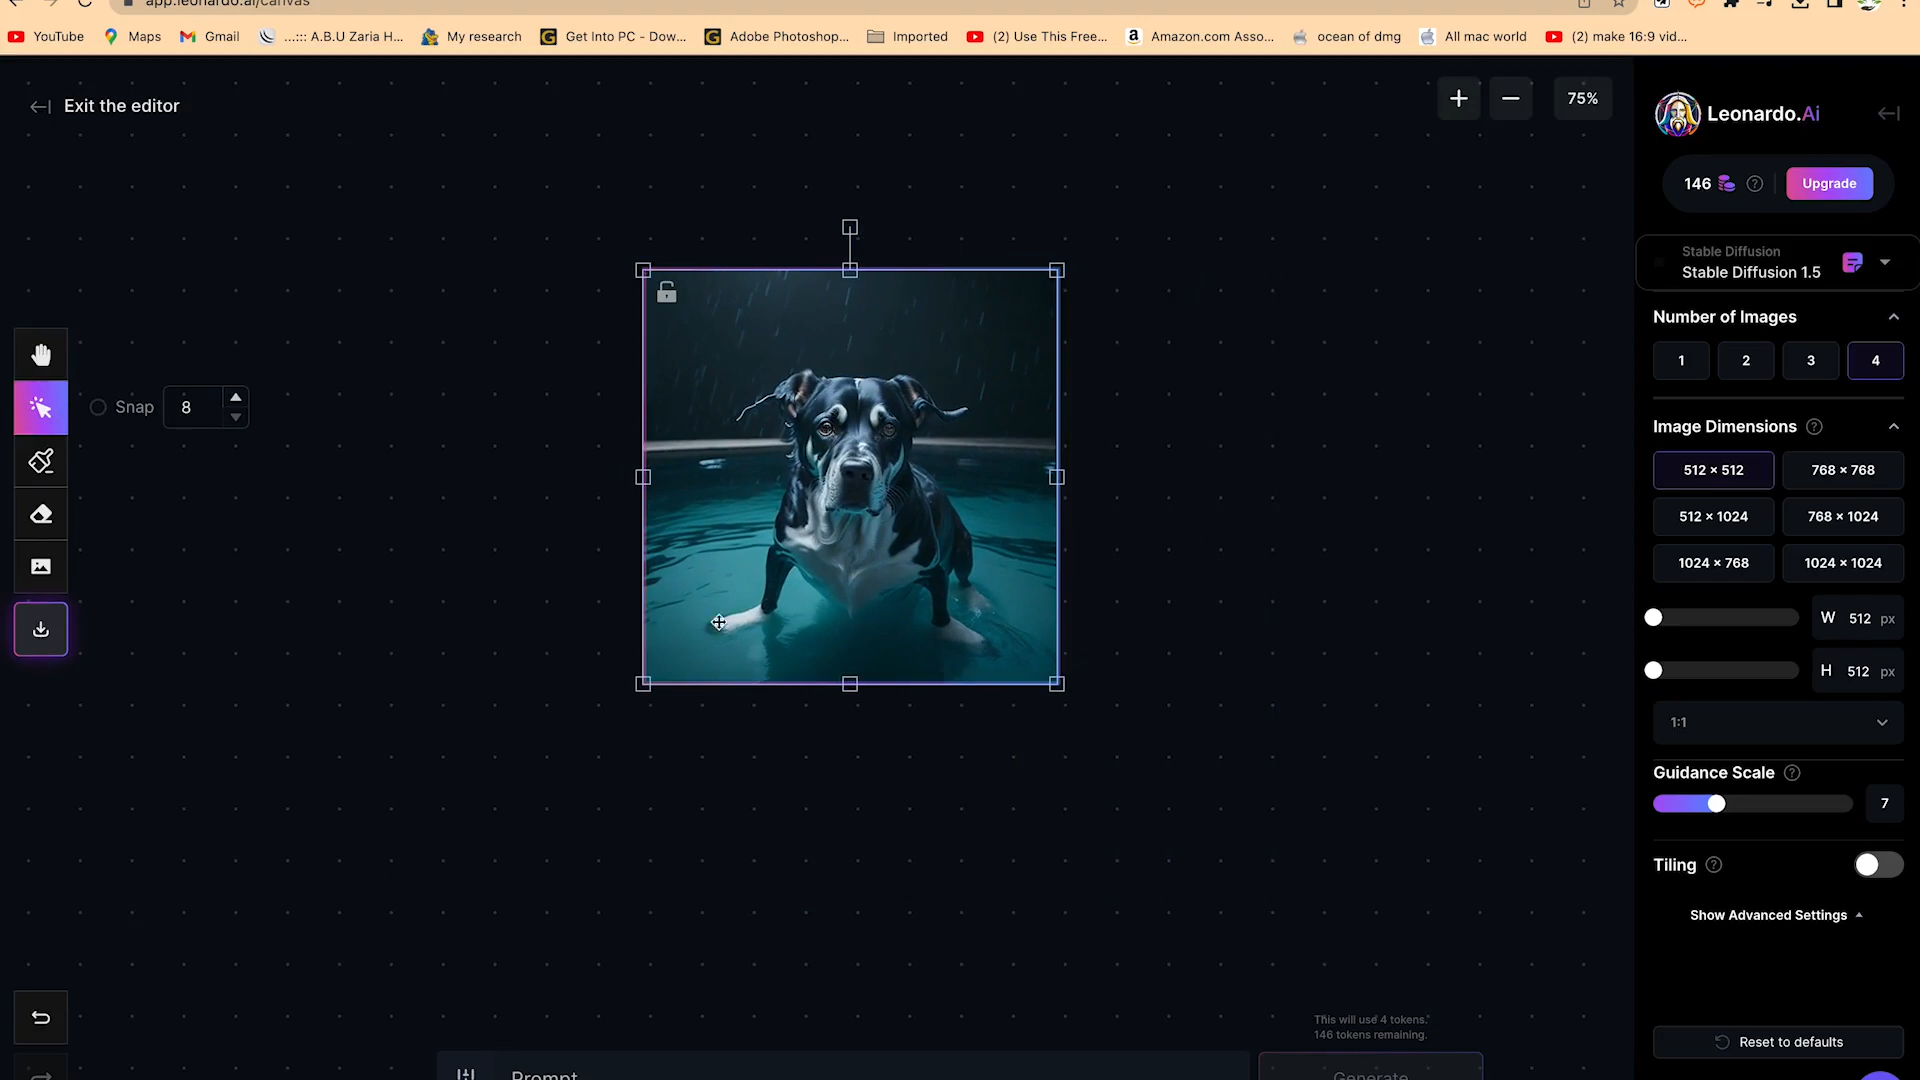 app.leonardo.ai/canvas
YouTube Maps Gmail ...::: A.B.U Zaria H... My research Get Into PC - Dow... Adobe Photoshop... Imported (2) Use This Free... Amazon.com Asso... ocean of dmg All mac world (2) make 16:9 vid...
Exit the editor
75%
Leonardo.Ai
146 Upgrade
Stable Diffusion
Stable Diffusion 1.5
Number of Images
1 2 3 4
Snap 8
Image Dimensions
512 × 512 768 × 768
512 × 1024 768 × 1024
1024 × 768 1024 × 1024
W 512 px
H 512 px
1:1
Guidance Scale
7
Tiling
Show Advanced Settings
This will use 4 tokens.
146 tokens remaining.
Reset to defaults
Prompt
Generate